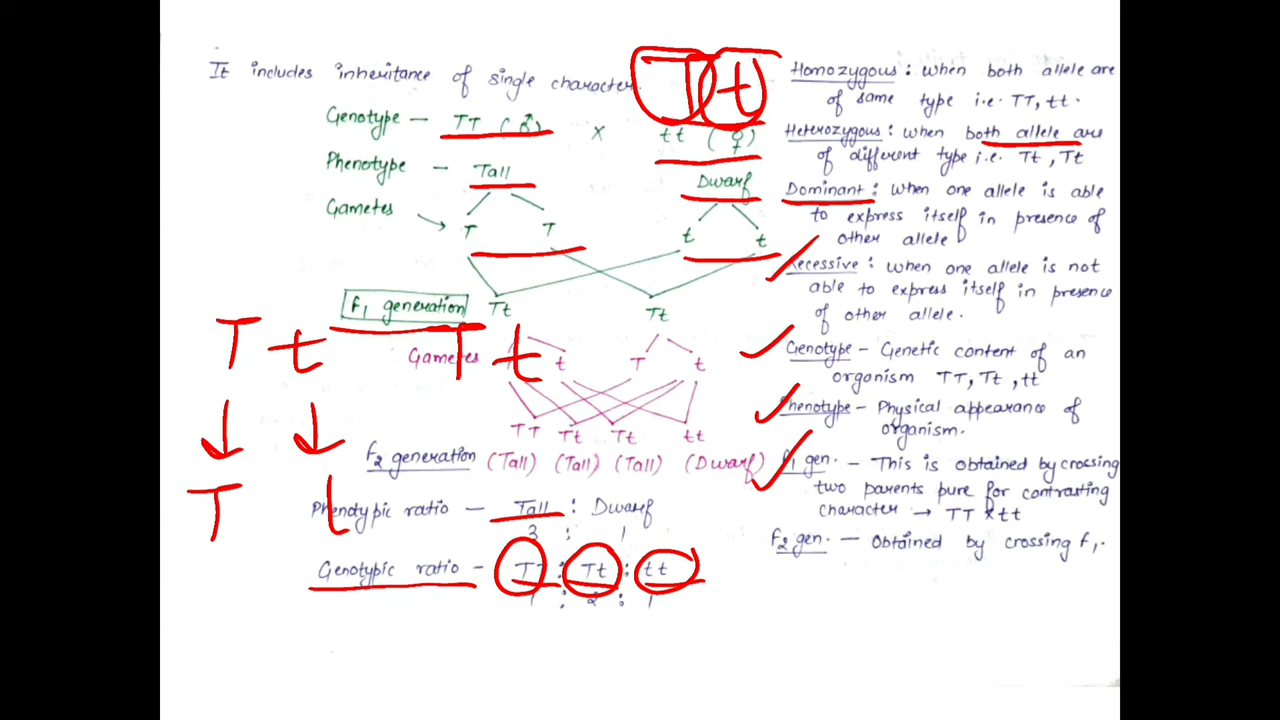 It includes inheritance of single character.
T t
Genotype – TT (♂) × tt (♀)
Phenotype – Tall Dwarf
Gametes → T T t t
F1 generation Tt Tt
T t T t
Gametes t T t
TT Tt Tt tt
F2 generation (Tall) (Tall) (Tall) (Dwarf)
T t
Phenotypic ratio – Tall : Dwarf
3 : 1
Genotypic ratio – TT : Tt : tt
1 : 2 : 1
Homozygous : when both allele are
of same type i.e. TT, tt.
Heterozygous : when both allele are
of different type i.e. Tt, Tt
Dominant : when one allele is able
to express itself in presence of
other allele
Recessive : when one allele is not
able to express itself in presence
of other allele.
Genotype – Genetic content of an
organism TT, Tt, tt
Phenotype – Physical appearance of
organism.
F1 gen. – This is obtained by crossing
two parents pure for contrasting
character → TT × tt
F2 gen. – Obtained by crossing F1.